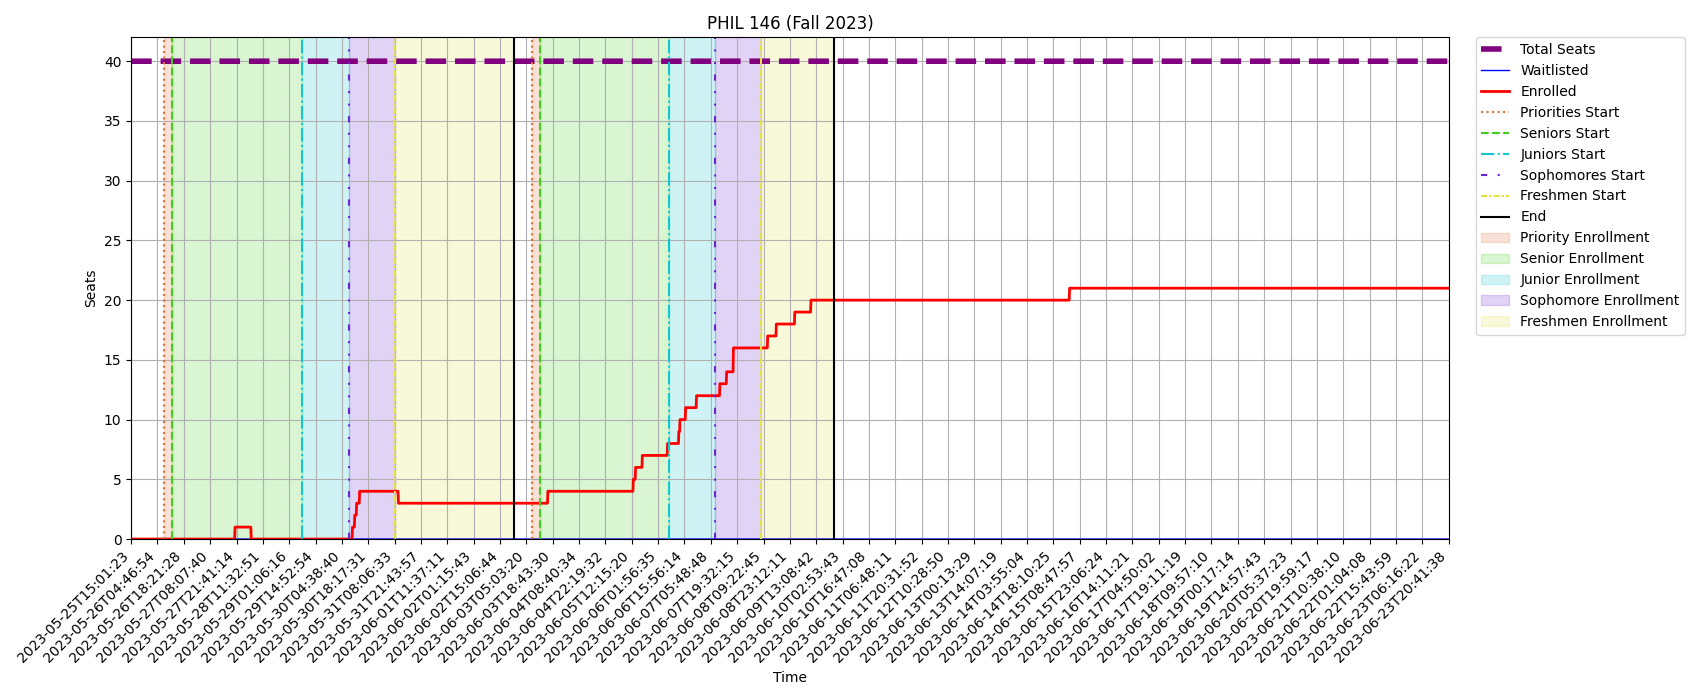 PHIL 146 (Fall 2023)
Seats
40
35
30
25
20
15
10
5
0
2023-05-25T15:01:23
2023-05-26T04:46:54
2023-05-26T18:21:28
2023-05-27T08:07:40
2023-05-27T21:41:14
2023-05-28T11:32:51
2023-05-29T01:06:16
2023-05-29T14:52:54
2023-05-30T04:38:40
2023-05-30T18:17:31
2023-05-31T08:06:33
2023-05-31T21:43:57
2023-06-01T11:37:11
2023-06-02T01:15:43
2023-06-02T15:06:44
2023-06-03T05:03:20
2023-06-03T18:43:30
2023-06-04T08:40:34
2023-06-04T22:19:32
2023-06-05T12:15:20
2023-06-06T01:56:35
2023-06-06T15:56:14
2023-06-07T05:48:48
2023-06-07T19:32:15
2023-06-08T09:22:45
2023-06-08T23:12:11
2023-06-09T13:08:42
2023-06-10T02:53:43
2023-06-10T16:47:08
2023-06-11T06:48:11
2023-06-11T20:31:52
2023-06-12T10:28:50
2023-06-13T00:13:29
2023-06-13T14:07:19
2023-06-14T03:55:04
2023-06-14T18:10:25
2023-06-15T08:47:57
2023-06-15T23:06:24
2023-06-16T14:11:21
2023-06-17T04:50:02
2023-06-17T19:11:19
2023-06-18T09:57:10
2023-06-19T00:17:14
2023-06-19T14:57:43
2023-06-20T05:37:23
2023-06-20T19:59:17
2023-06-21T10:38:10
2023-06-22T01:04:08
2023-06-22T15:43:59
2023-06-23T06:16:22
2023-06-23T20:41:38
Time
Total Seats
Waitlisted
Enrolled
Priorities Start
Seniors Start
Juniors Start
Sophomores Start
Freshmen Start
End
Priority Enrollment
Senior Enrollment
Junior Enrollment
Sophomore Enrollment
Freshmen Enrollment